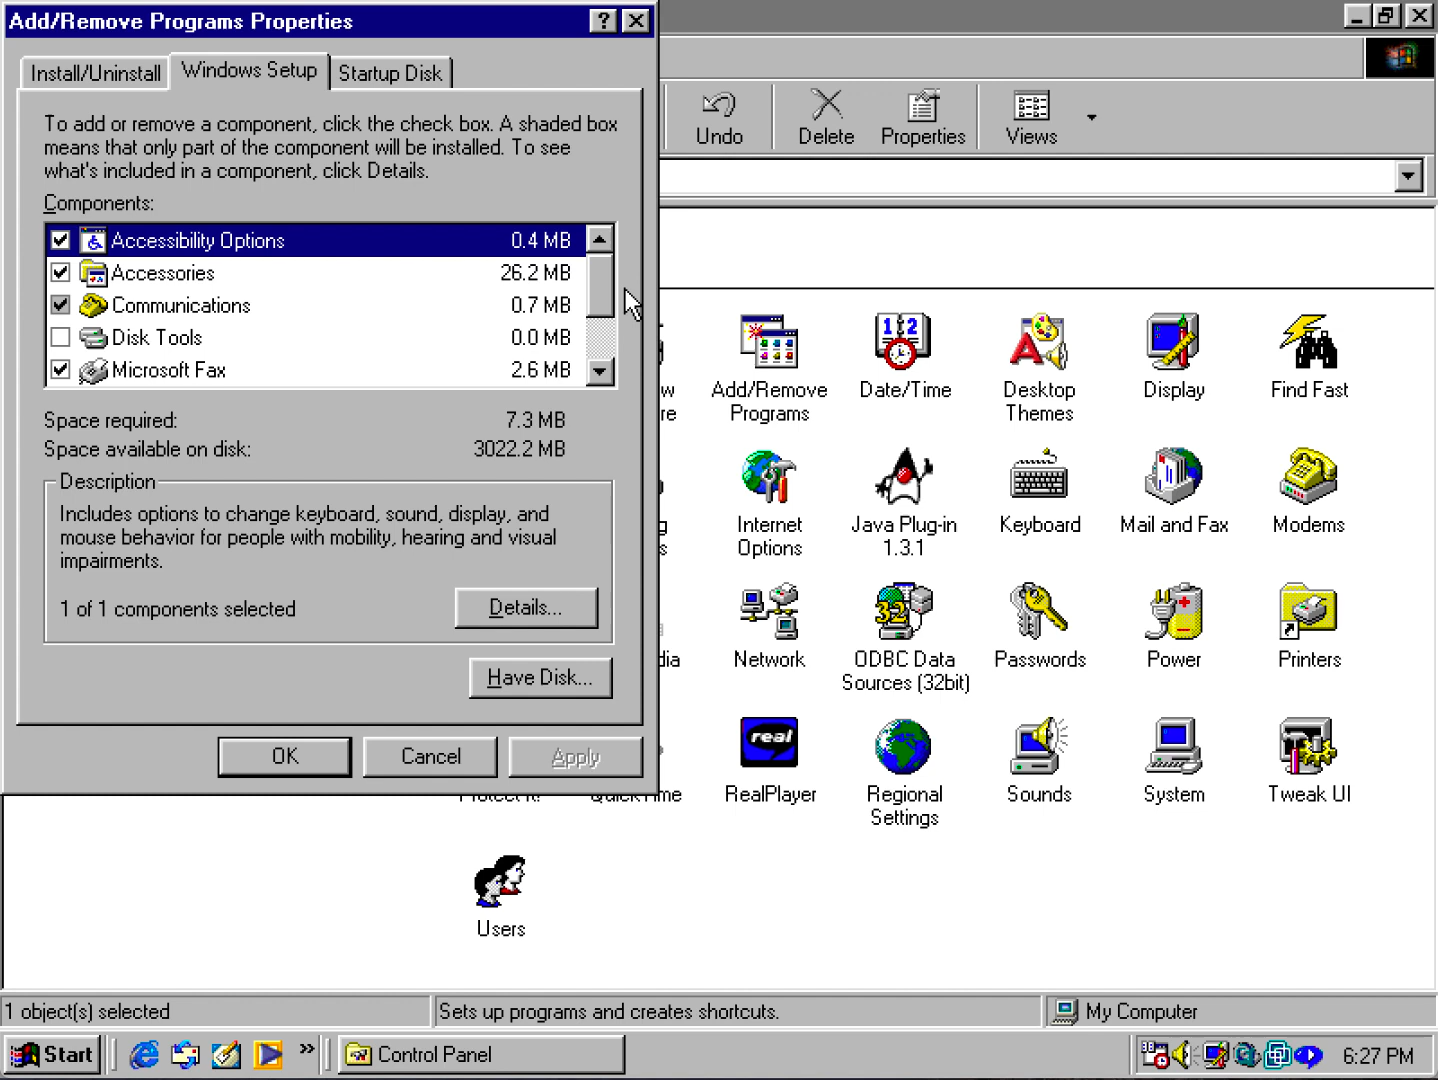 Add/Remove Programs Properties
Install/Uninstall
Windows Setup
Startup Disk
To add or remove a component, click the check box. A shaded box
means that only part of the component will be installed. To see
what's included in a component, click Details.
Components:
Accessibility Options 0.4 MB
Accessories 26.2 MB
Communications 0.7 MB
Disk Tools 0.0 MB
Microsoft Fax 2.6 MB
Space required: 7.3 MB
Space available on disk: 3022.2 MB
Description
Includes options to change keyboard, sound, display, and
mouse behavior for people with mobility, hearing and visual
impairments.
1 of 1 components selected
Details...
Have Disk...
OK
Cancel
Apply
Undo
Delete
Properties
Views
Add/Remove
Programs
Date/Time
Desktop
Themes
Display
Find Fast
Internet
Options
Java Plug-in
1.3.1
Keyboard
Mail and Fax
Modems
Network
ODBC Data
Sources (32bit)
Passwords
Power
Printers
real
QuickTime
RealPlayer
Regional
Settings
Sounds
System
Tweak UI
Users
1 object(s) selected
Sets up programs and creates shortcuts.
My Computer
Start
Control Panel
6:27 PM